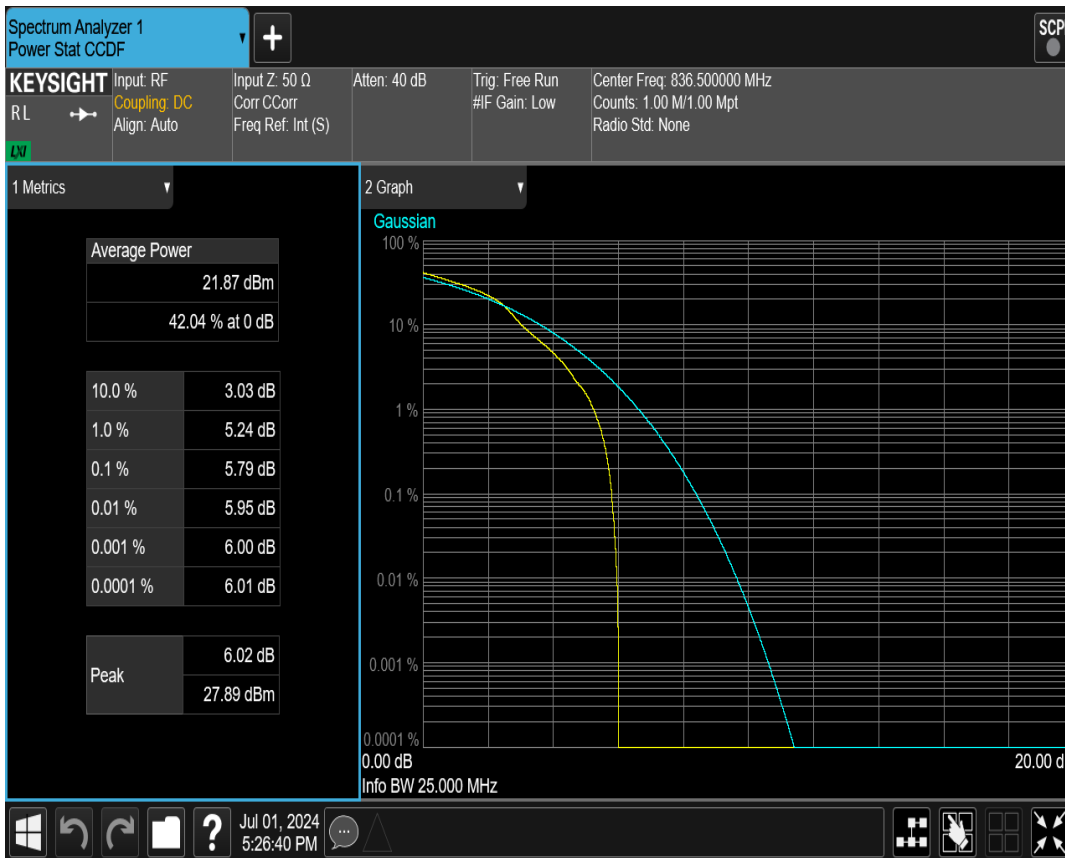 Spectrum Analyzer 1
Power Stat CCDF
+
SCP
KEYSIGHT
RL
LXI
Input: RF
Coupling: DC
Align: Auto
Input Z: 50 Ω
Corr CCorr
Freq Ref: Int (S)
Atten: 40 dB
Trig: Free Run
#IF Gain: Low
Center Freq: 836.500000 MHz
Counts: 1.00 M/1.00 Mpt
Radio Std: None
1 Metrics
Average Power
21.87 dBm
42.04 % at 0 dB
10.0 % 3.03 dB
1.0 % 5.24 dB
0.1 % 5.79 dB
0.01 % 5.95 dB
0.001 % 6.00 dB
0.0001 % 6.01 dB
Peak 6.02 dB
27.89 dBm
2 Graph
Gaussian
100 %
10 %
1 %
0.1 %
0.01 %
0.001 %
0.0001 %
0.00 dB 20.00 d
Info BW 25.000 MHz
?
Jul 01, 2024
5:26:40 PM